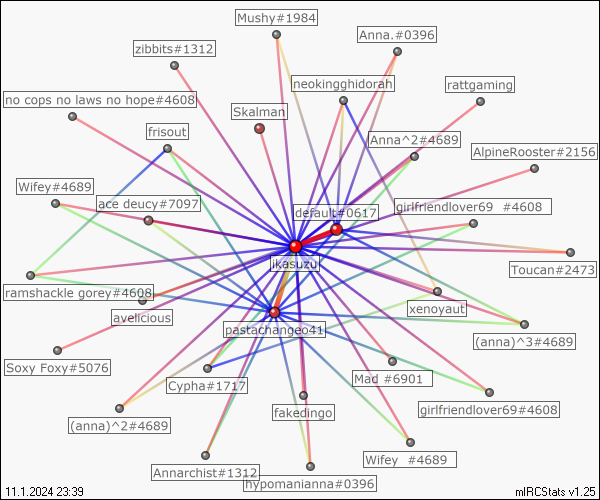 Mushy#1984
Anna.#0396
zibbits#1312
neokingghidorah
rattgaming
no cops no laws no hope#4608
Skalman
frisout
Anna^2#4689
AlpineRooster#2156
Wifey#4689
ace deucy#7097
default#0617
girlfriendlover69 #4608
ikasuzu
Toucan#2473
ramshackle gorey#4608
avelicious
xenoyaut
pastachangeo41
(anna)^3#4689
Soxy Foxy#5076
Cypha#1717
Mad #6901
fakedingo
girlfriendlover69#4608
(anna)^2#4689
Wifey #4689
Annarchist#1312
hypomanianna#0396
11.1.2024 23:39
mIRCStats v1.25